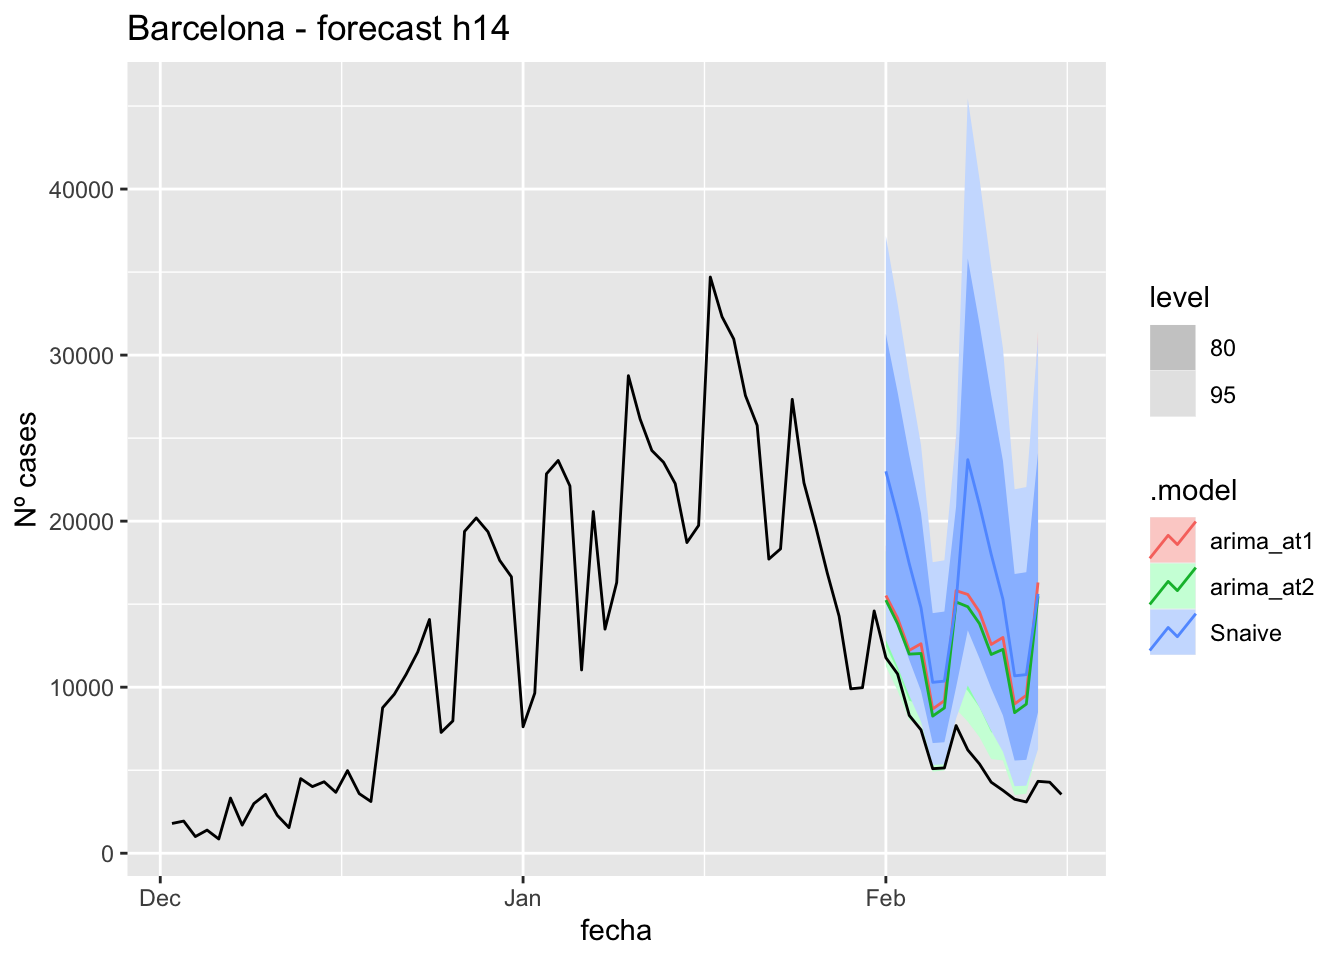 Barcelona - forecast h14
Nº cases
40000
30000
20000
10000
0
Dec
Jan
Feb
fecha
level
80
95
.model
arima_at1
arima_at2
Snaive